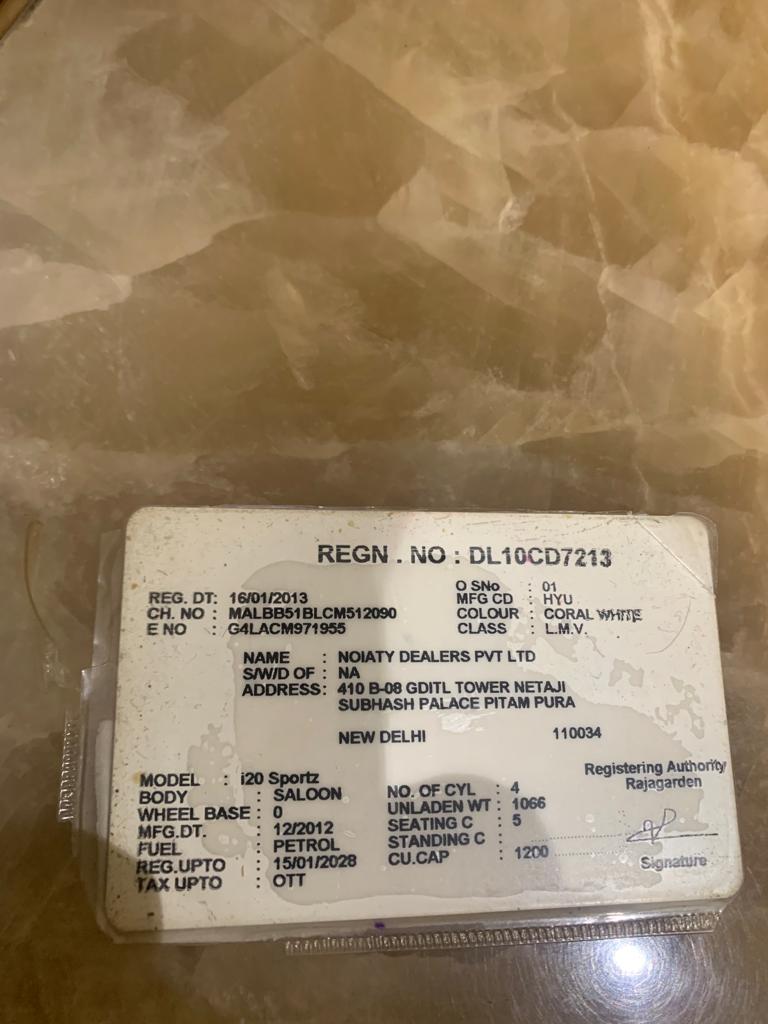 REGN . NO : DL10CD7213
REG. DT: 16/01/2013
CH. NO : MALBB51BLCM512090
E NO : G4LACM971955
O SNo : 01
MFG CD : HYU
COLOUR : CORAL WHITE
CLASS : L.M.V.
NAME : NOIATY DEALERS PVT LTD
S/W/D OF : NA
ADDRESS : 410 B-08 GDITL TOWER NETAJI
SUBHASH PALACE PITAM PURA
NEW DELHI 110034
MODEL : i20 Sportz
BODY : SALOON
WHEEL BASE : 0
MFG.DT. : 12/2012
FUEL : PETROL
REG.UPTO : 15/01/2028
TAX UPTO : OTT
NO. OF CYL : 4
UNLADEN WT : 1066
SEATING C : 5
STANDING C :
CU.CAP : 1200
Registering Authority
Rajagarden
Signature